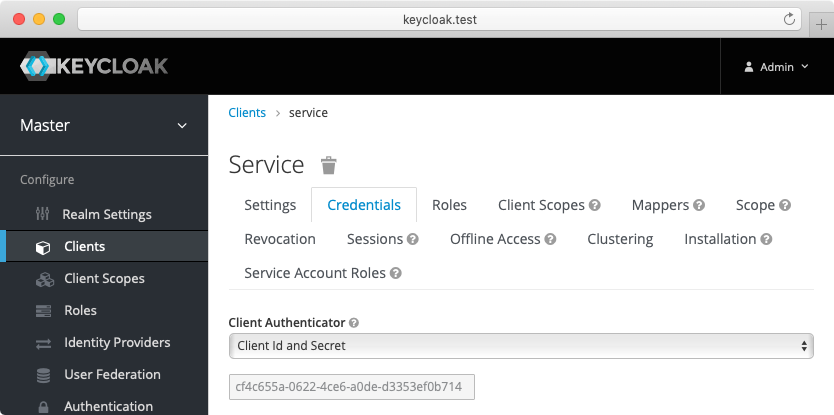 keycloak.test
KEYCLOAK
Admin
Master
Configure
Realm Settings
Clients
Client Scopes
Roles
Identity Providers
User Federation
Authentication
Clients > service
Service
Settings Credentials Roles Client Scopes ? Mappers ? Scope ?
Revocation Sessions ? Offline Access ? Clustering Installation ?
Service Account Roles ?
Client Authenticator ?
Client Id and Secret
cf4c655a-0622-4ce6-a0de-d3353ef0b714